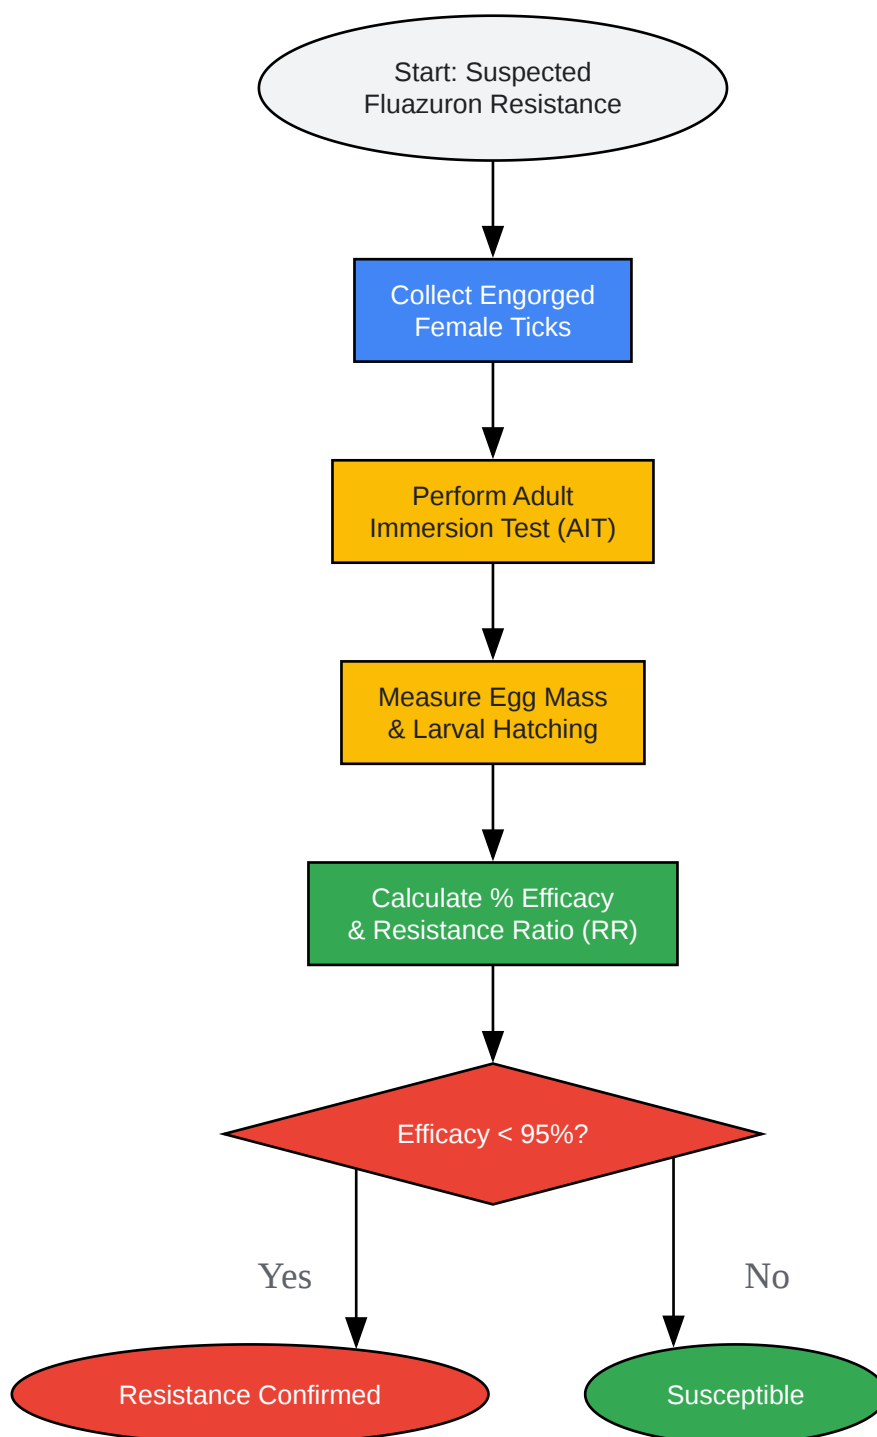 Start: Suspected
Fluazuron Resistance
Collect Engorged
Female Ticks
Perform Adult
Immersion Test (AIT)
Measure Egg Mass
& Larval Hatching
Calculate % Efficacy
& Resistance Ratio (RR)
Efficacy < 95%?
Yes
No
Resistance Confirmed
Susceptible